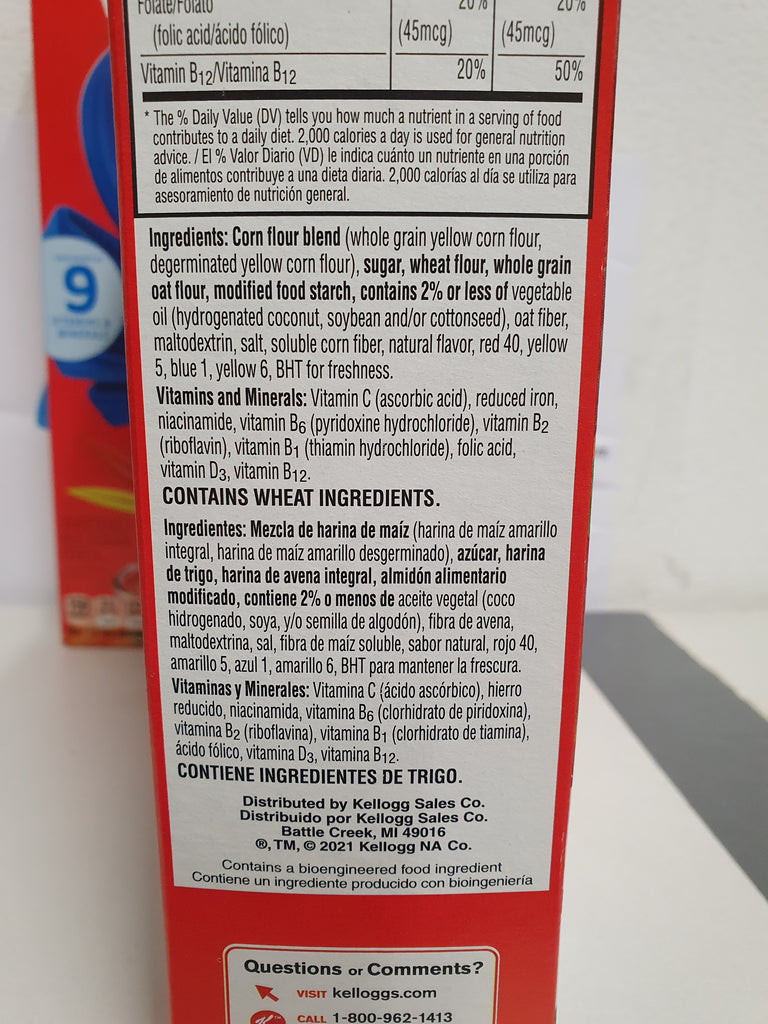 Folate/Folato 20% 20%
(folic acid/ácido fólico) (45mcg) (45mcg)
Vitamin B12/Vitamina B12 20% 50%
* The % Daily Value (DV) tells you how much a nutrient in a serving of food
contributes to a daily diet. 2,000 calories a day is used for general nutrition
advice. / El % Valor Diario (VD) le indica cuánto un nutriente en una porción
de alimentos contribuye a una dieta diaria. 2,000 calorías al día se utiliza para
asesoramiento de nutrición general.
Ingredients: Corn flour blend (whole grain yellow corn flour,
degerminated yellow corn flour), sugar, wheat flour, whole grain
oat flour, modified food starch, contains 2% or less of vegetable
oil (hydrogenated coconut, soybean and/or cottonseed), oat fiber,
maltodextrin, salt, soluble corn fiber, natural flavor, red 40, yellow
5, blue 1, yellow 6, BHT for freshness.
Vitamins and Minerals: Vitamin C (ascorbic acid), reduced iron,
niacinamide, vitamin B6 (pyridoxine hydrochloride), vitamin B2
(riboflavin), vitamin B1 (thiamin hydrochloride), folic acid,
vitamin D3, vitamin B12.
CONTAINS WHEAT INGREDIENTS.
Ingredientes: Mezcla de harina de maíz (harina de maíz amarillo
integral, harina de maíz amarillo desgerminado), azúcar, harina
de trigo, harina de avena integral, almidón alimentario
modificado, contiene 2% o menos de aceite vegetal (coco
hidrogenado, soya, y/o semilla de algodón), fibra de avena,
maltodextrina, sal, fibra de maíz soluble, sabor natural, rojo 40,
amarillo 5, azul 1, amarillo 6, BHT para mantener la frescura.
Vitaminas y Minerales: Vitamina C (ácido ascórbico), hierro
reducido, niacinamida, vitamina B6 (clorhidrato de piridoxina),
vitamina B2 (riboflavina), vitamina B1 (clorhidrato de tiamina),
ácido fólico, vitamina D3, vitamina B12.
CONTIENE INGREDIENTES DE TRIGO.
Distributed by Kellogg Sales Co.
Distribuido por Kellogg Sales Co.
Battle Creek, MI 49016
®, TM, © 2021 Kellogg NA Co.
Contains a bioengineered food ingredient
Contiene un ingrediente producido con bioingeniería
Questions or Comments?
VISIT kelloggs.com
CALL 1-800-962-1413
9